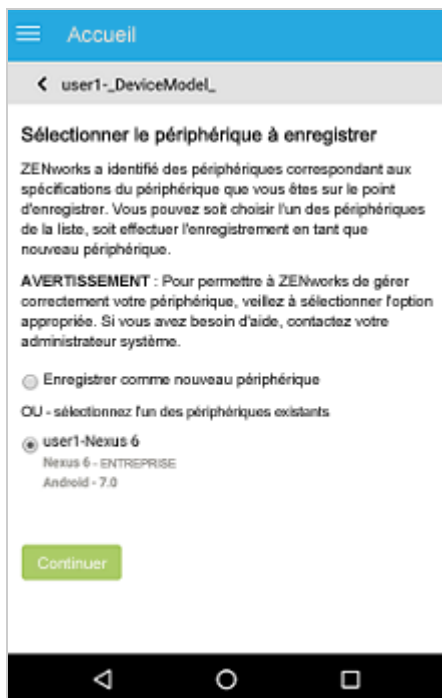 Accueil
user1-_DeviceModel_
Sélectionner le périphérique à enregistrer
ZENworks a identifié des périphériques correspondant aux
spécifications du périphérique que vous êtes sur le point
d'enregistrer. Vous pouvez soit choisir l'un des périphériques
de la liste, soit effectuer l'enregistrement en tant que
nouveau périphérique.
AVERTISSEMENT : Pour permettre à ZENworks de gérer
correctement votre périphérique, veillez à sélectionner l'option
appropriée. Si vous avez besoin d'aide, contactez votre
administrateur système.
Enregistrer comme nouveau périphérique
OU - sélectionnez l'un des périphériques existants
user1-Nexus 6
Nexus 6 - ENTREPRISE
Android - 7.0
Continuer